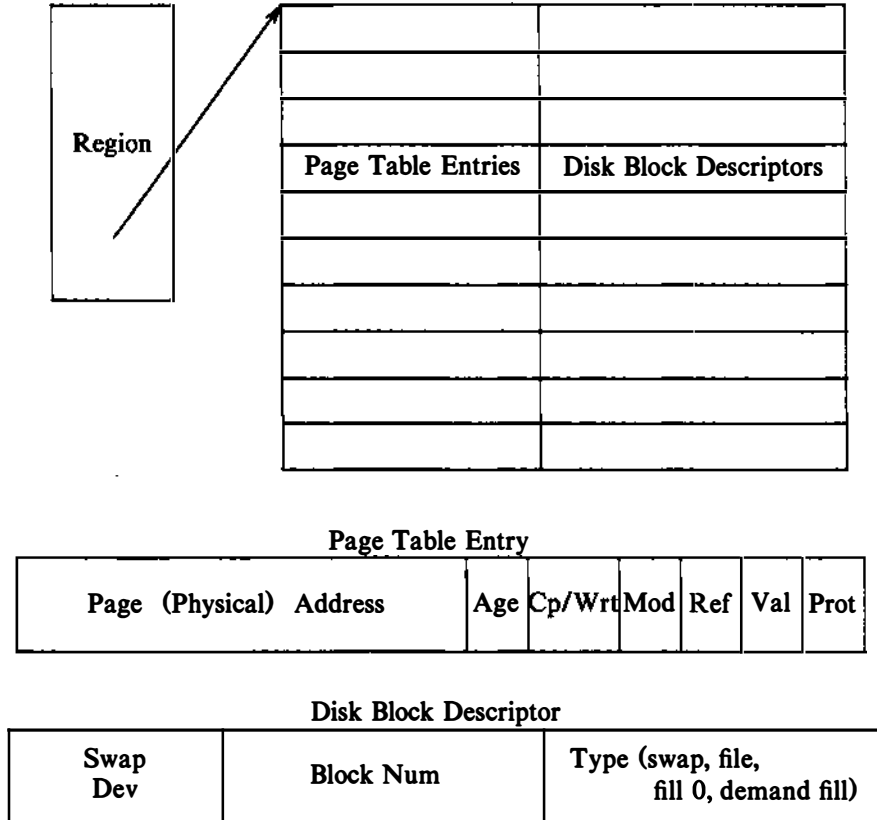 Region
Page Table Entries Disk Block Descriptors
Page Table Entry
Page (Physical) Address Age Cp/Wrt Mod Ref Val Prot
Disk Block Descriptor
Swap
Dev
Block Num
Type (swap, file,
fill 0, demand fill)